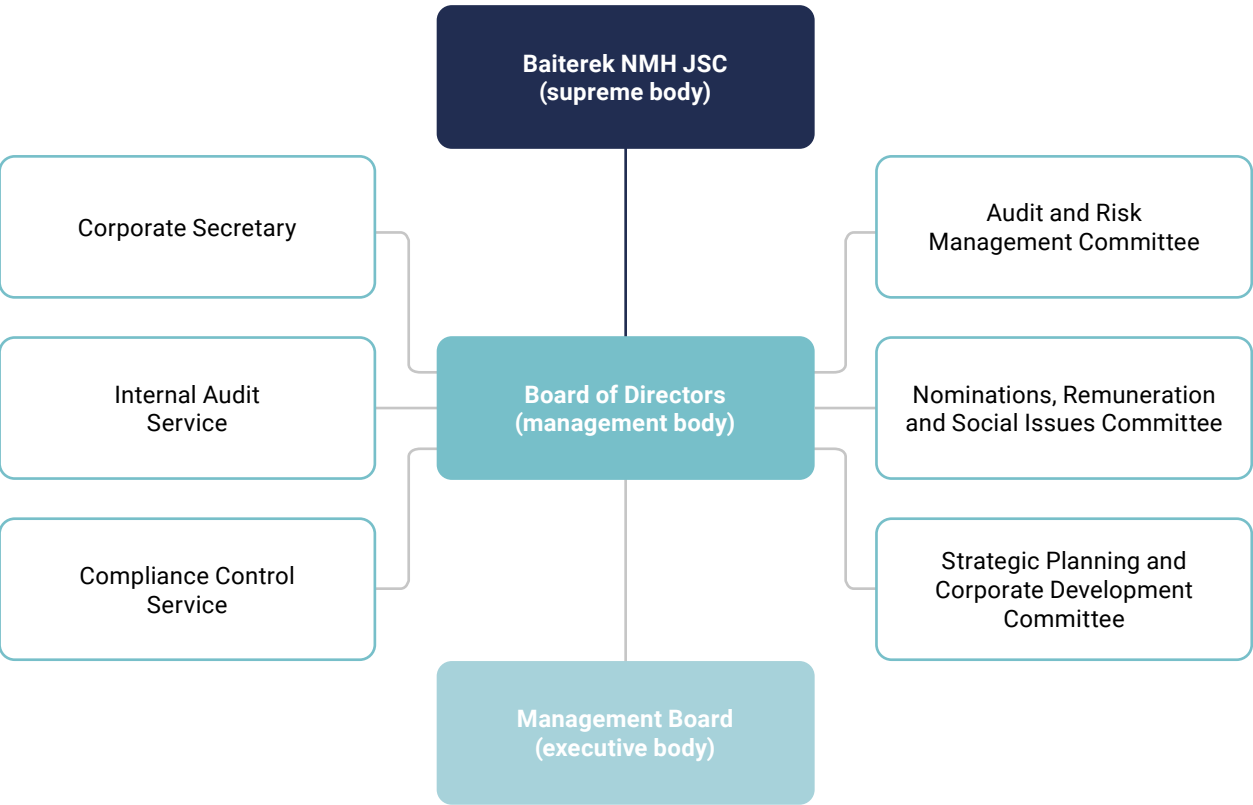 Baiterek NMH JSC
(supreme body)
Corporate Secretary
Audit and Risk
Management Committee
Internal Audit
Service
Board of Directors
(management body)
Nominations, Remuneration
and Social Issues Committee
Compliance Control
Service
Strategic Planning and
Corporate Development
Committee
Management Board
(executive body)